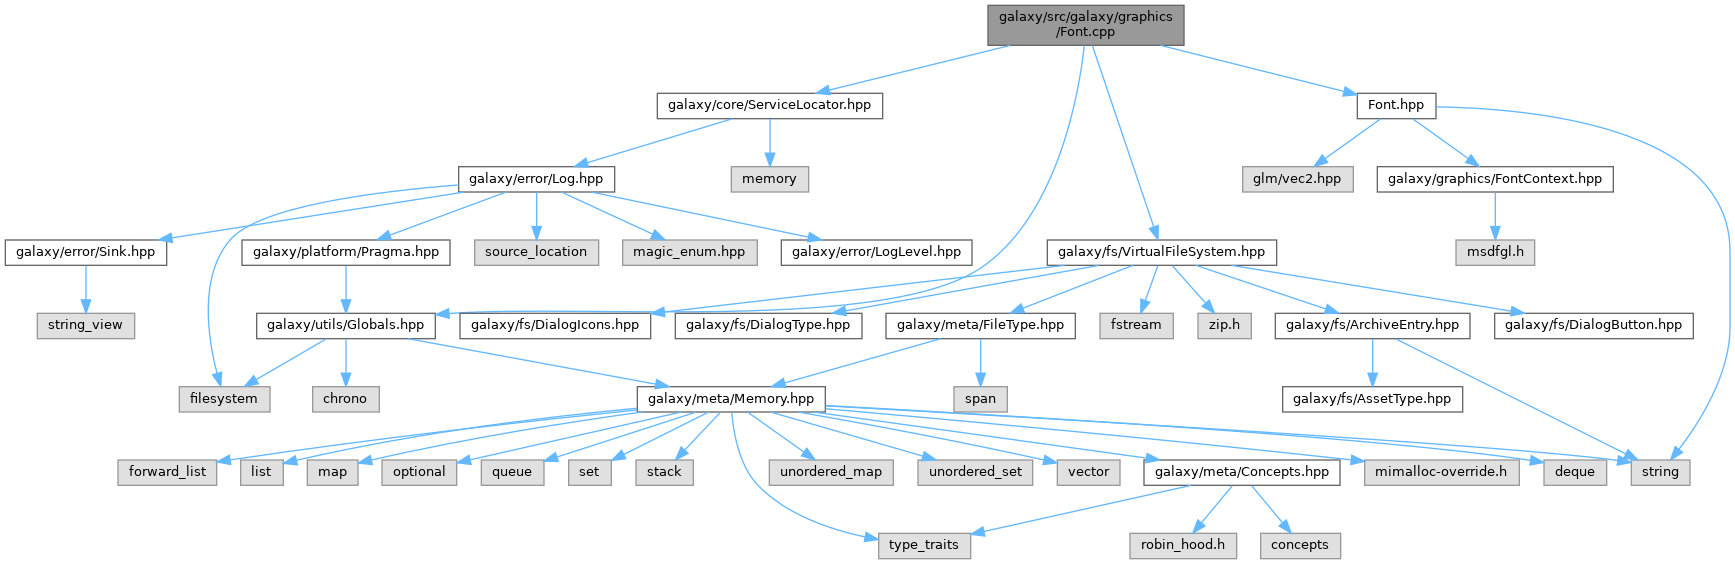 galaxy/src/galaxy/graphics
/Font.cpp
galaxy/core/ServiceLocator.hpp
Font.hpp
galaxy/error/Log.hpp
memory
glm/vec2.hpp
galaxy/graphics/FontContext.hpp
galaxy/error/Sink.hpp
galaxy/platform/Pragma.hpp
source_location
magic_enum.hpp
galaxy/error/LogLevel.hpp
galaxy/fs/VirtualFileSystem.hpp
msdfgl.h
string_view
galaxy/utils/Globals.hpp
galaxy/fs/DialogIcons.hpp
galaxy/fs/DialogType.hpp
galaxy/meta/FileType.hpp
fstream
zip.h
galaxy/fs/ArchiveEntry.hpp
galaxy/fs/DialogButton.hpp
filesystem
chrono
galaxy/meta/Memory.hpp
span
galaxy/fs/AssetType.hpp
forward_list
list
map
optional
queue
set
stack
unordered_map
unordered_set
vector
galaxy/meta/Concepts.hpp
mimalloc-override.h
deque
string
type_traits
robin_hood.h
concepts